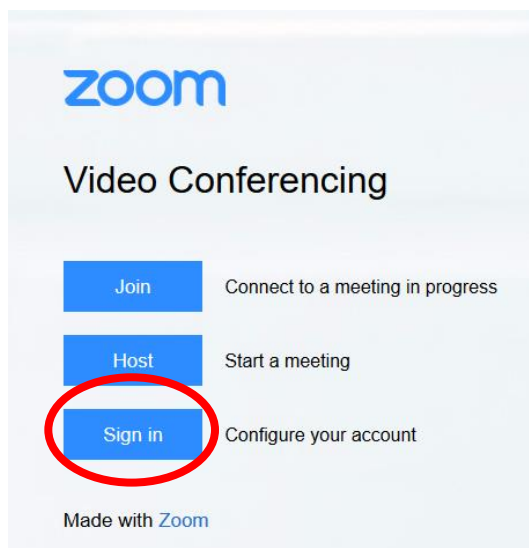 zoom
Video Conferencing
Join Connect to a meeting in progress
Host Start a meeting
Sign in Configure your account
Made with Zoom